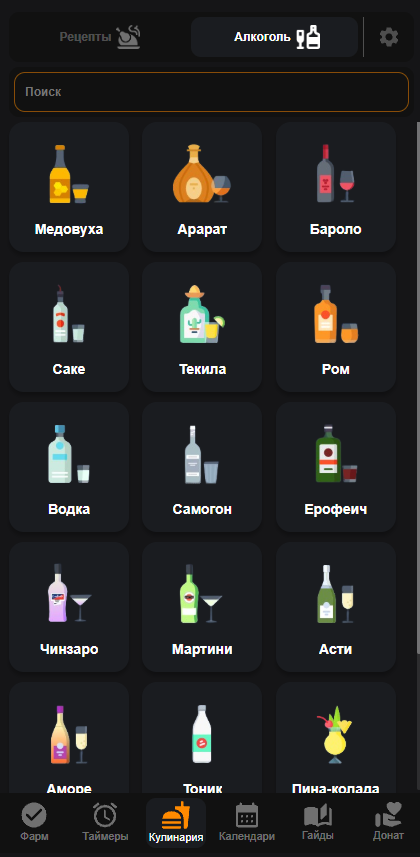 Рецепты Алкоголь
Поиск
Медовуха Арарат Бароло
Саке Текила Ром
Водка Самогон Ерофеич
Чинзаро Мартини Асти
Аморе Тоник Пина-колада
Фарм Таймеры Кулинария Календари Гайды Донат